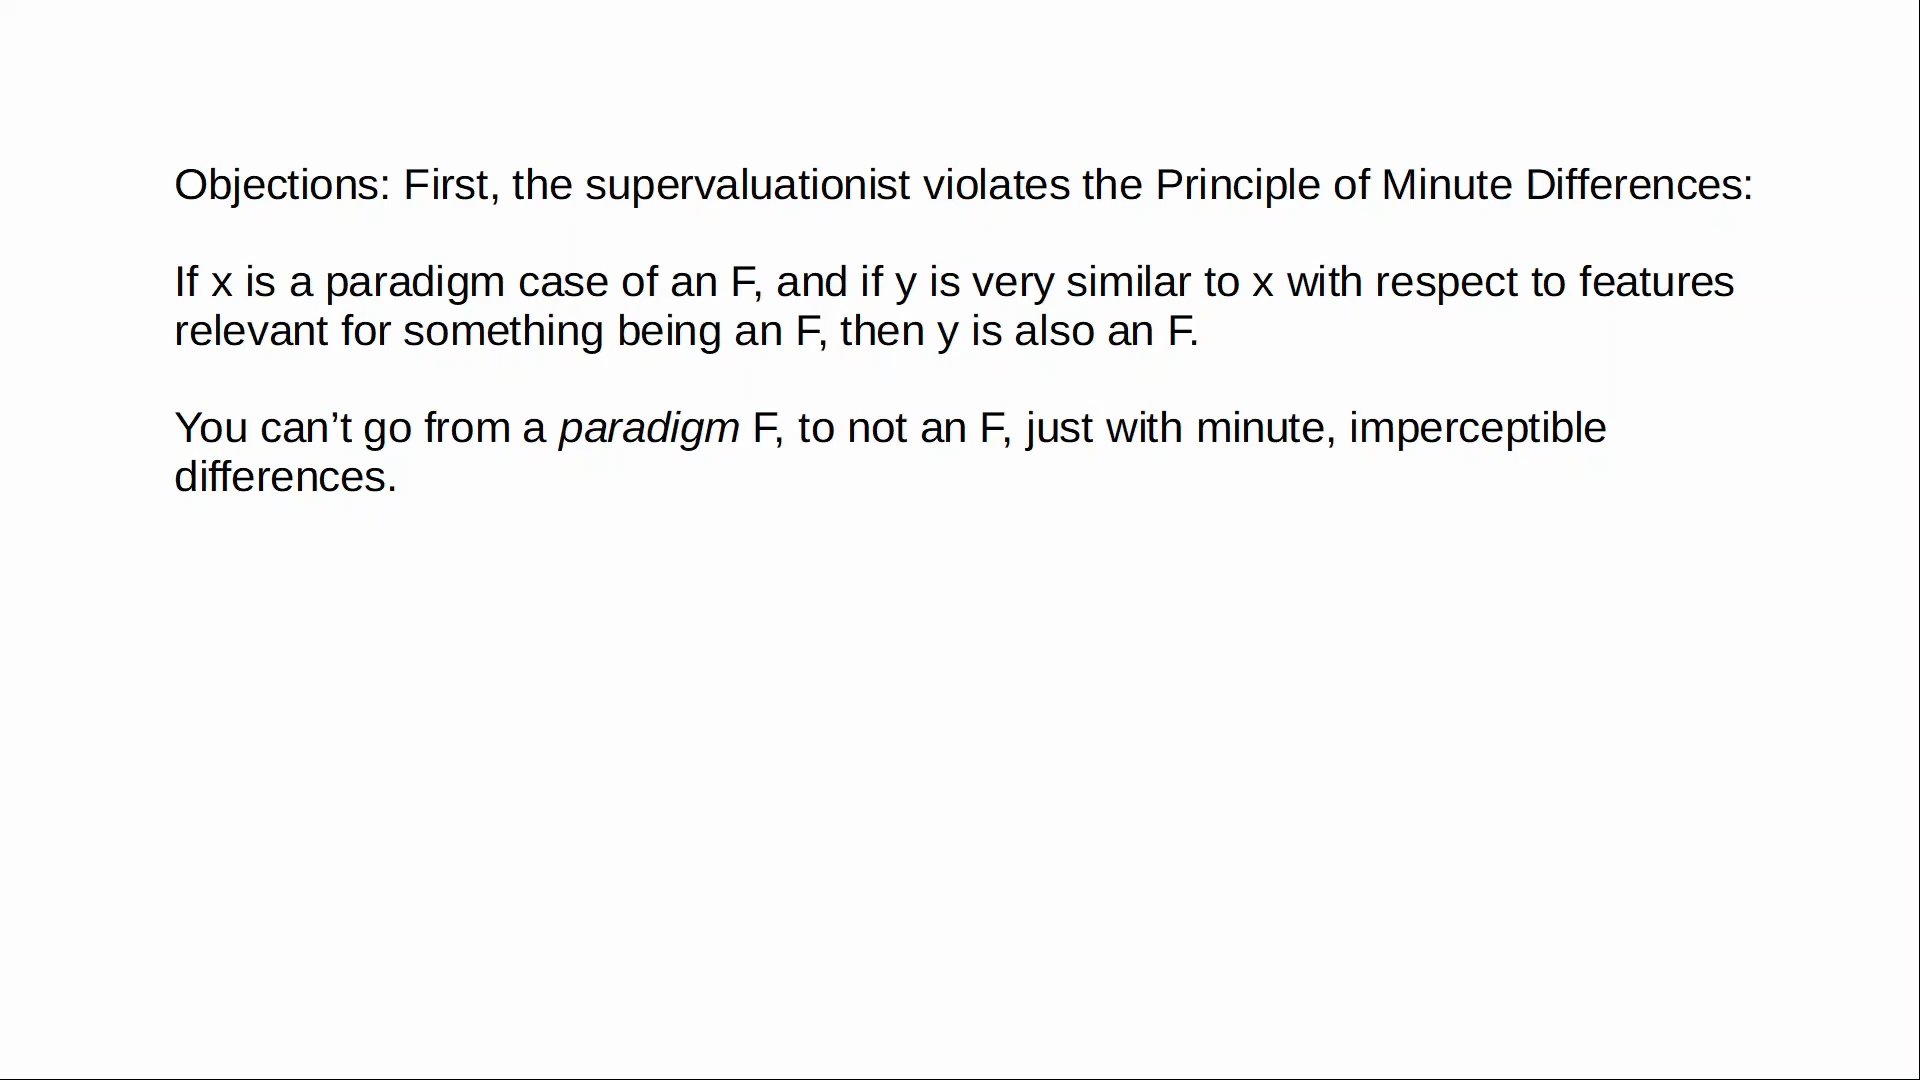 Objections: First, the supervaluationist violates the Principle of Minute Differences:
If x is a paradigm case of an F, and if y is very similar to x with respect to features
relevant for something being an F, then y is also an F.
You can’t go from a paradigm F, to not an F, just with minute, imperceptible
differences.